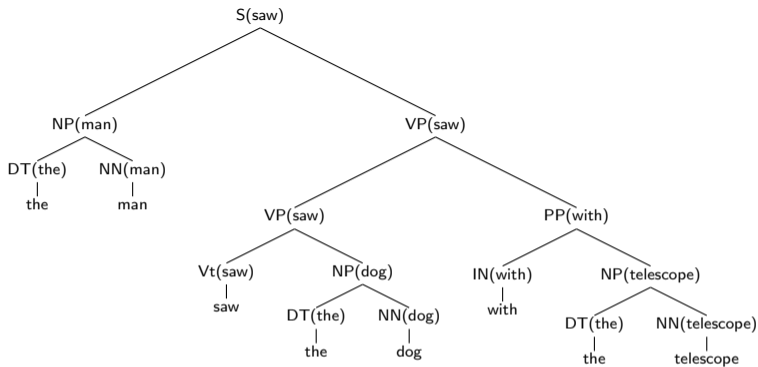 S(saw)
NP(man) VP(saw)
DT(the) NN(man)
the man
VP(saw) PP(with)
Vt(saw) NP(dog) IN(with) NP(telescope)
saw with
DT(the) NN(dog) DT(the) NN(telescope)
the dog the telescope